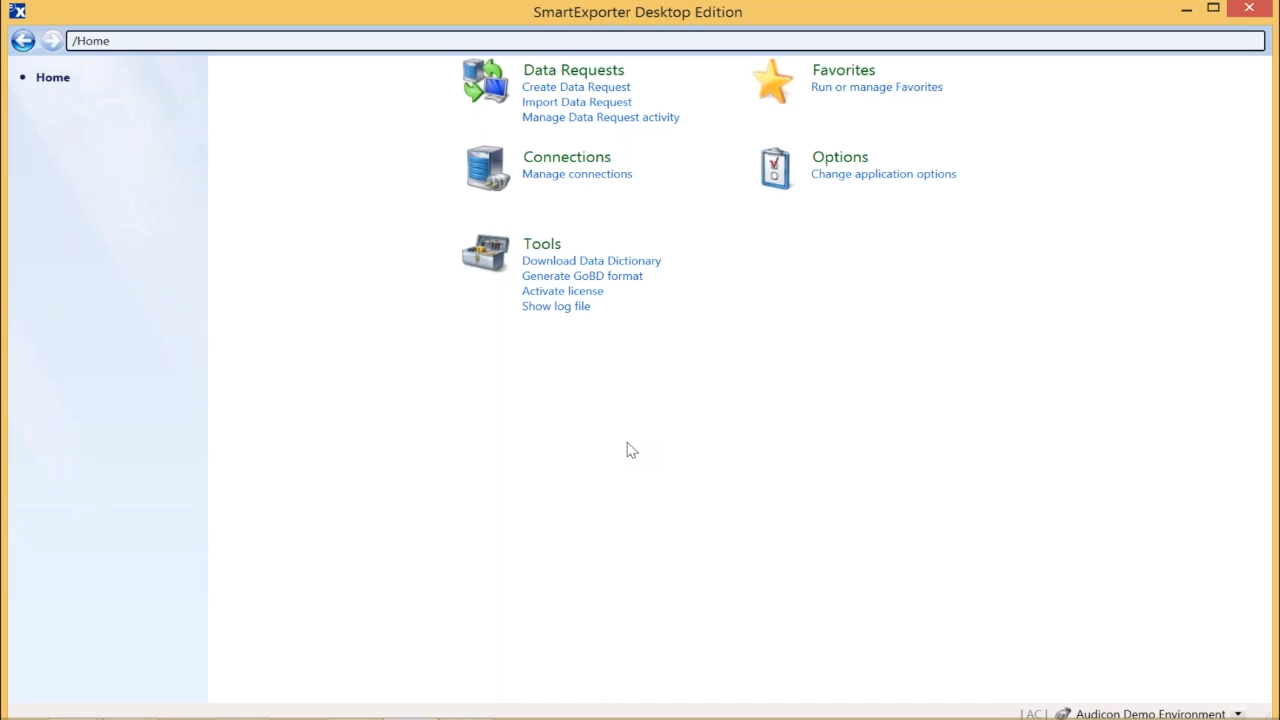 SmartExporter Desktop Edition
/Home
Home
Data Requests
Create Data Request
Import Data Request
Manage Data Request activity
Favorites
Run or manage Favorites
Connections
Manage connections
Options
Change application options
Tools
Download Data Dictionary
Generate GoBD format
Activate license
Show log file
| AC | Audicon Demo Environment